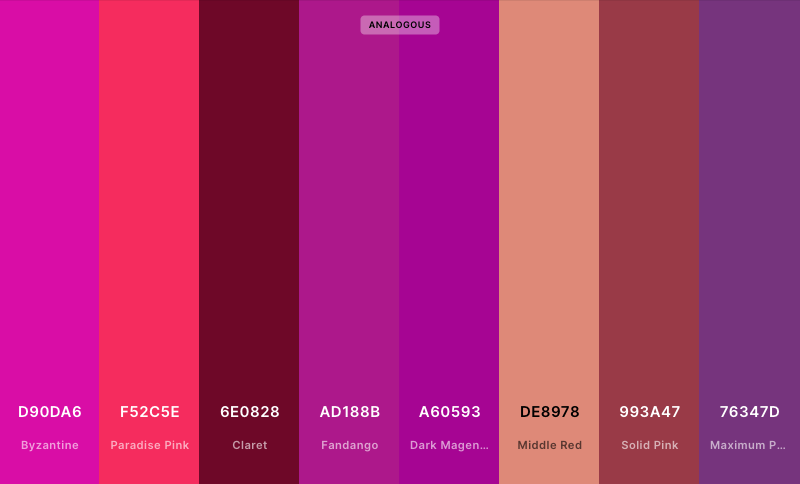 ANALOGOUS
D90DA6
Byzantine
F52C5E
Paradise Pink
6E0828
Claret
AD188B
Fandango
A60593
Dark Magen...
DE8978
Middle Red
993A47
Solid Pink
76347D
Maximum P...